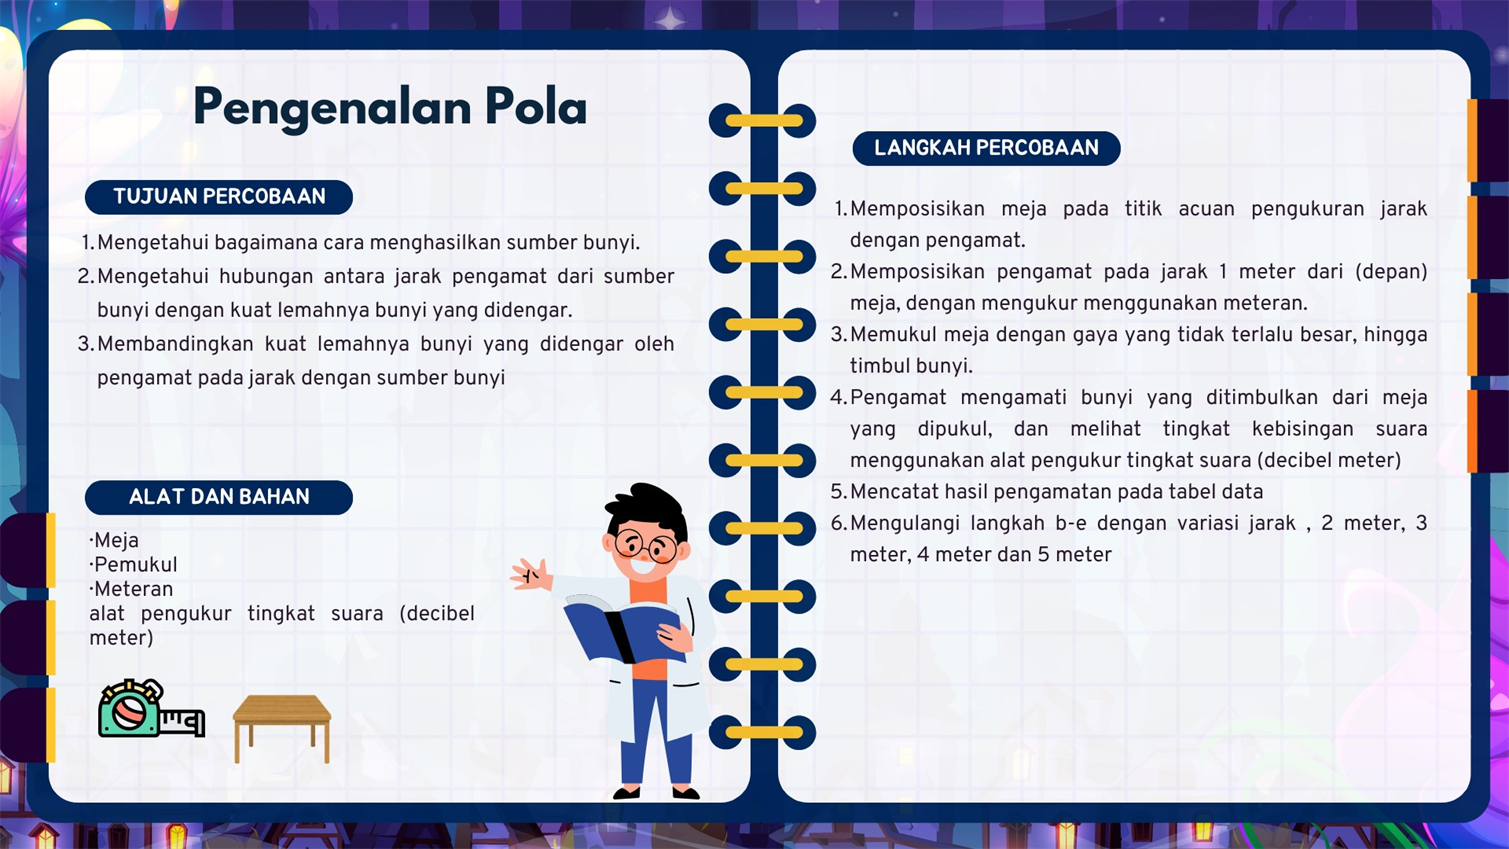 Pengenalan Pola
TUJUAN PERCOBAAN
1. Mengetahui bagaimana cara menghasilkan sumber bunyi.
2. Mengetahui hubungan antara jarak pengamat dari sumber
bunyi dengan kuat lemahnya bunyi yang didengar.
3. Membandingkan kuat lemahnya bunyi yang didengar oleh
pengamat pada jarak dengan sumber bunyi
ALAT DAN BAHAN
·Meja
·Pemukul
·Meteran
alat pengukur tingkat suara (decibel
meter)
LANGKAH PERCOBAAN
1. Memposisikan meja pada titik acuan pengukuran jarak
dengan pengamat.
2. Memposisikan pengamat pada jarak 1 meter dari (depan)
meja, dengan mengukur menggunakan meteran.
3. Memukul meja dengan gaya yang tidak terlalu besar, hingga
timbul bunyi.
4. Pengamat mengamati bunyi yang ditimbulkan dari meja
yang dipukul, dan melihat tingkat kebisingan suara
menggunakan alat pengukur tingkat suara (decibel meter)
5. Mencatat hasil pengamatan pada tabel data
6. Mengulangi langkah b-e dengan variasi jarak , 2 meter, 3
meter, 4 meter dan 5 meter